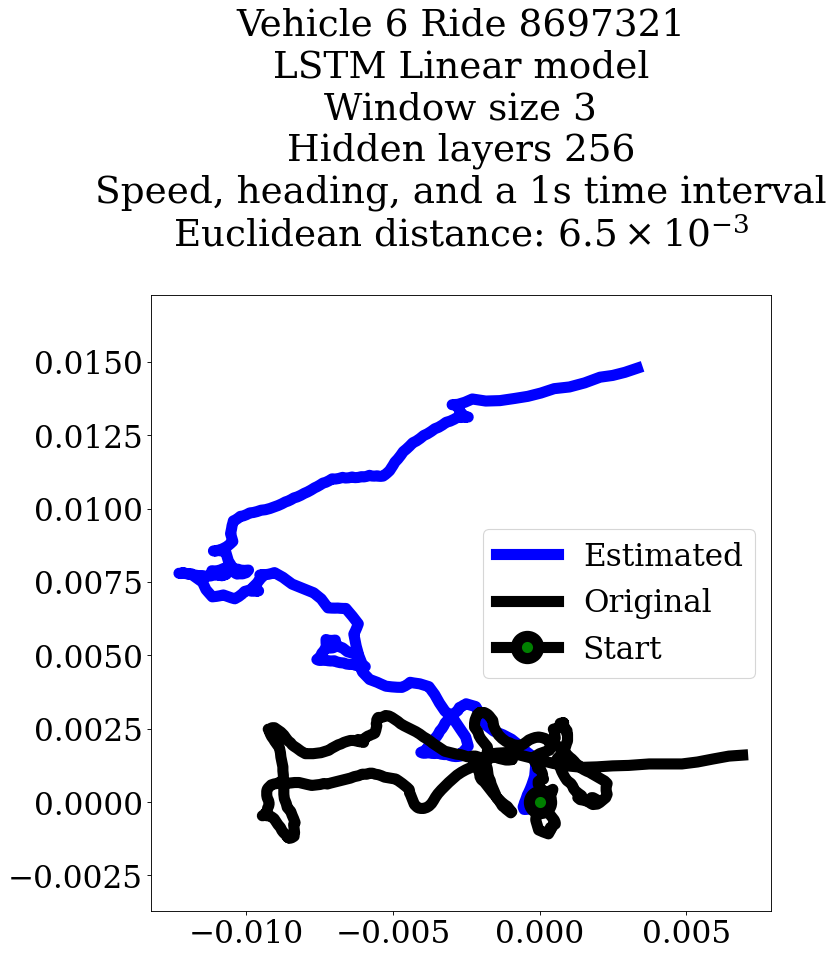 Vehicle 6 Ride 8697321
LSTM Linear model
Window size 3
Hidden layers 256
Speed, heading, and a 1s time interval
Euclidean distance: 6.5 × 10⁻³
0.0150
0.0125
0.0100
0.0075
0.0050
0.0025
0.0000
−0.0025
Estimated
Original
Start
−0.010 −0.005 0.000 0.005